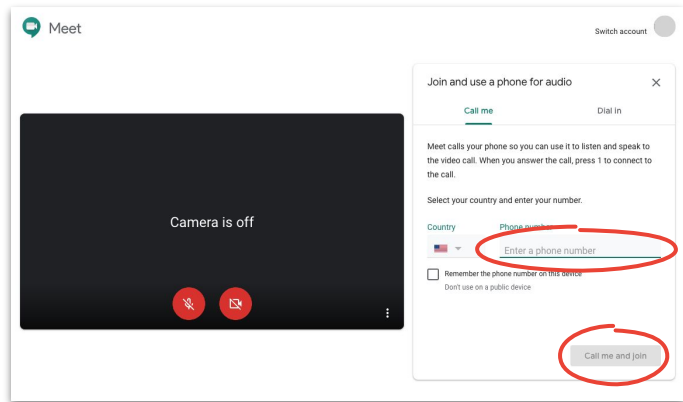 Meet
Switch account
Camera is off
Join and use a phone for audio
Call me
Dial in
Meet calls your phone so you can use it to listen and speak to
the video call. When you answer the call, press 1 to connect to
the call.
Select your country and enter your number.
Country
Phone number
Enter a phone number
Remember the phone number on this device
Don't use on a public device
Call me and join